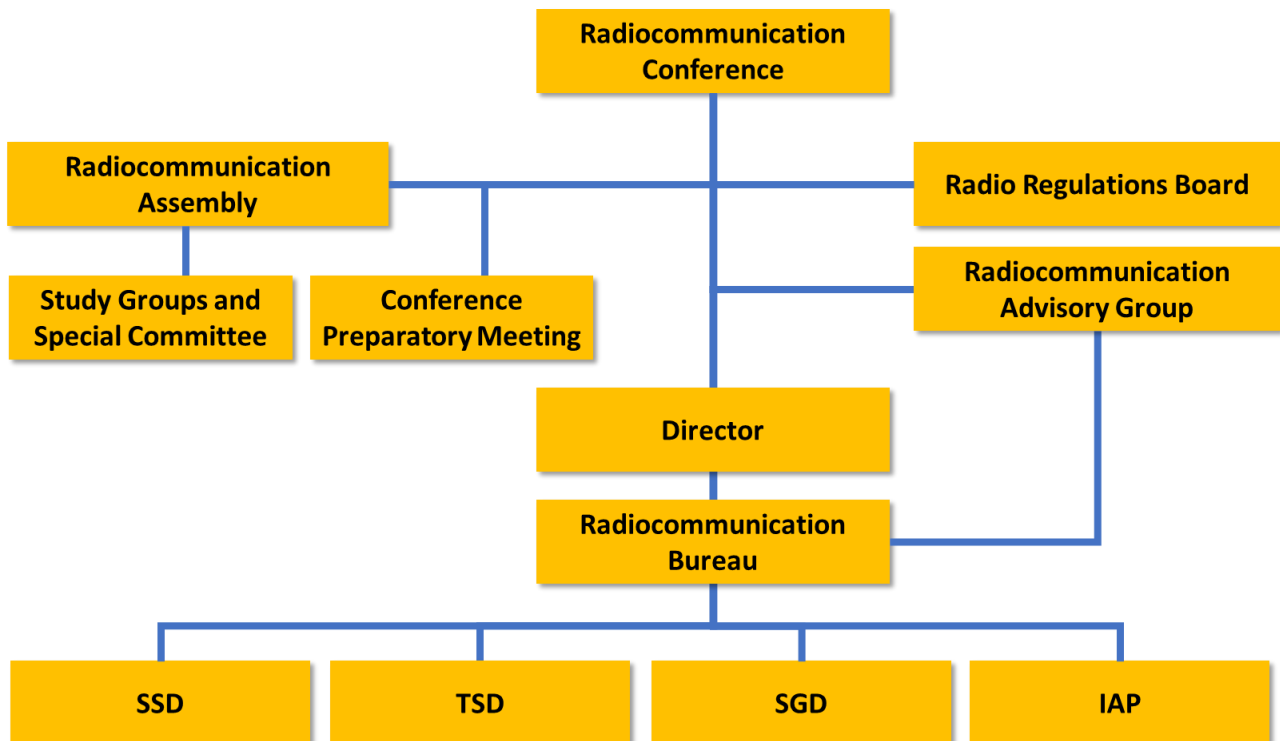 Radiocommunication
Conference
Radiocommunication
Assembly
Radio Regulations Board
Study Groups and
Special Committee
Conference
Preparatory Meeting
Radiocommunication
Advisory Group
Director
Radiocommunication
Bureau
SSD
TSD
SGD
IAP